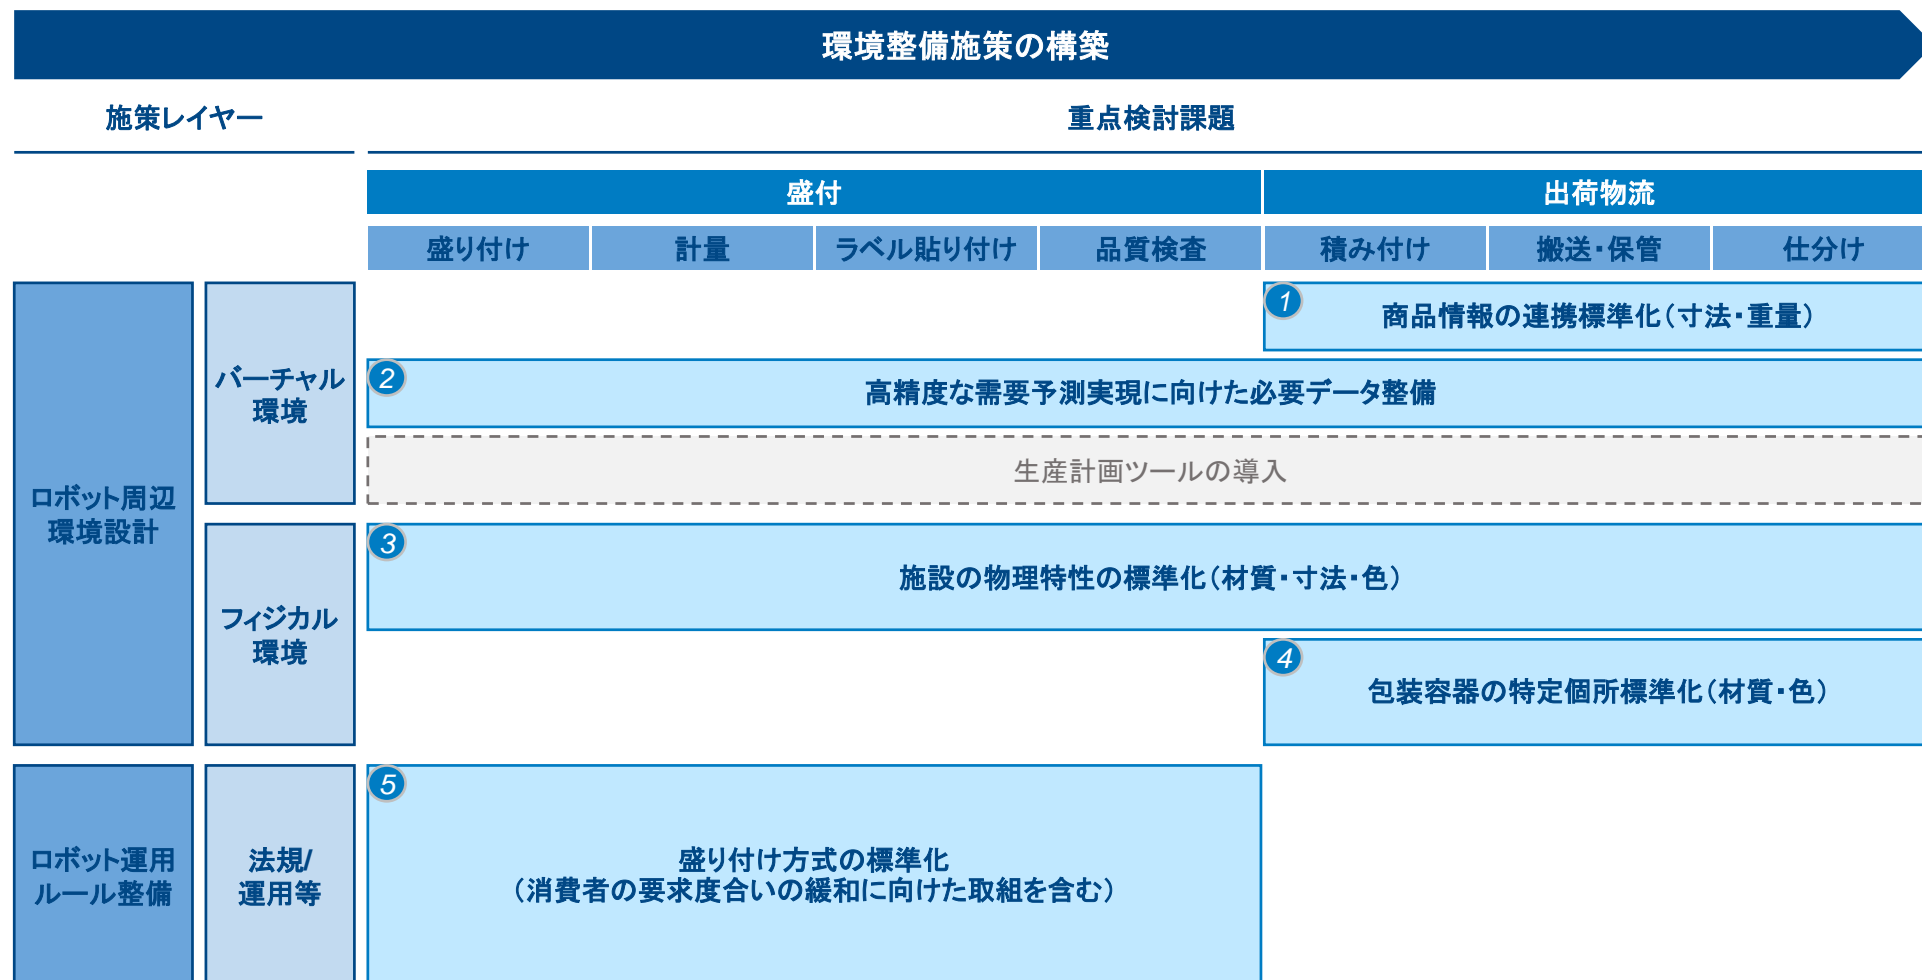 環境整備施策の構築
施策レイヤー
重点検討課題
盛付
出荷物流
盛り付け
計量
ラベル貼り付け
品質検査
積み付け
搬送・保管
仕分け
ロボット周辺
環境設計
バーチャル
環境
1
商品情報の連携標準化(寸法・重量)
2
高精度な需要予測実現に向けた必要データ整備
生産計画ツールの導入
フィジカル
環境
3
施設の物理特性の標準化(材質・寸法・色)
4
包装容器の特定個所標準化(材質・色)
ロボット運用
ルール整備
法規/
運用等
5
盛り付け方式の標準化
(消費者の要求度合いの緩和に向けた取組を含む)